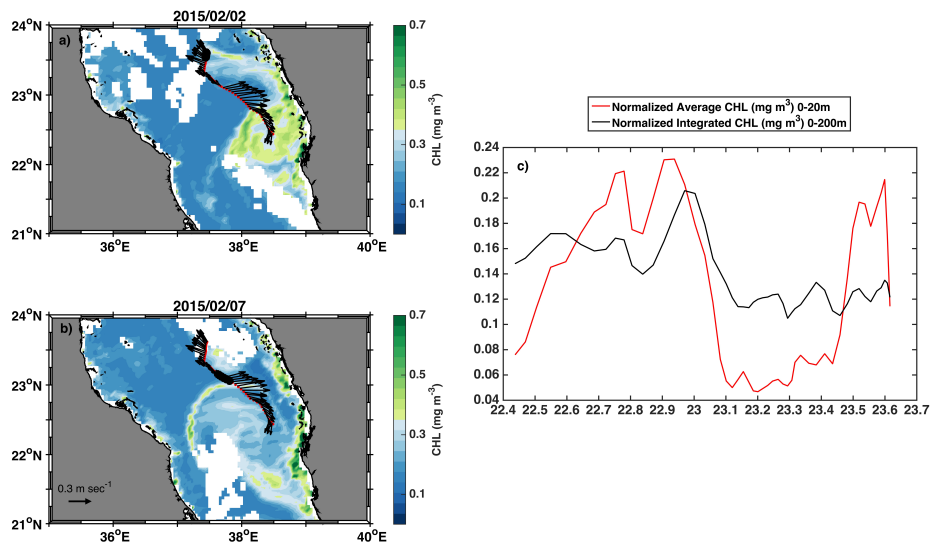 2015/02/02
a)
24°N
23°N
22°N
21°N
36°E
38°E
40°E
0.7
0.5
0.3
0.1
CHL (mg m⁻³)
2015/02/07
b)
0.3 m sec⁻¹
24°N
23°N
22°N
21°N
36°E
38°E
40°E
0.7
0.5
0.3
0.1
CHL (mg m⁻³)
Normalized Average CHL (mg m³) 0-20m
Normalized Integrated CHL (mg m³) 0-200m
c)
0.24
0.22
0.2
0.18
0.16
0.14
0.12
0.1
0.08
0.06
0.04
22.4 22.5 22.6 22.7 22.8 22.9 23 23.1 23.2 23.3 23.4 23.5 23.6 23.7